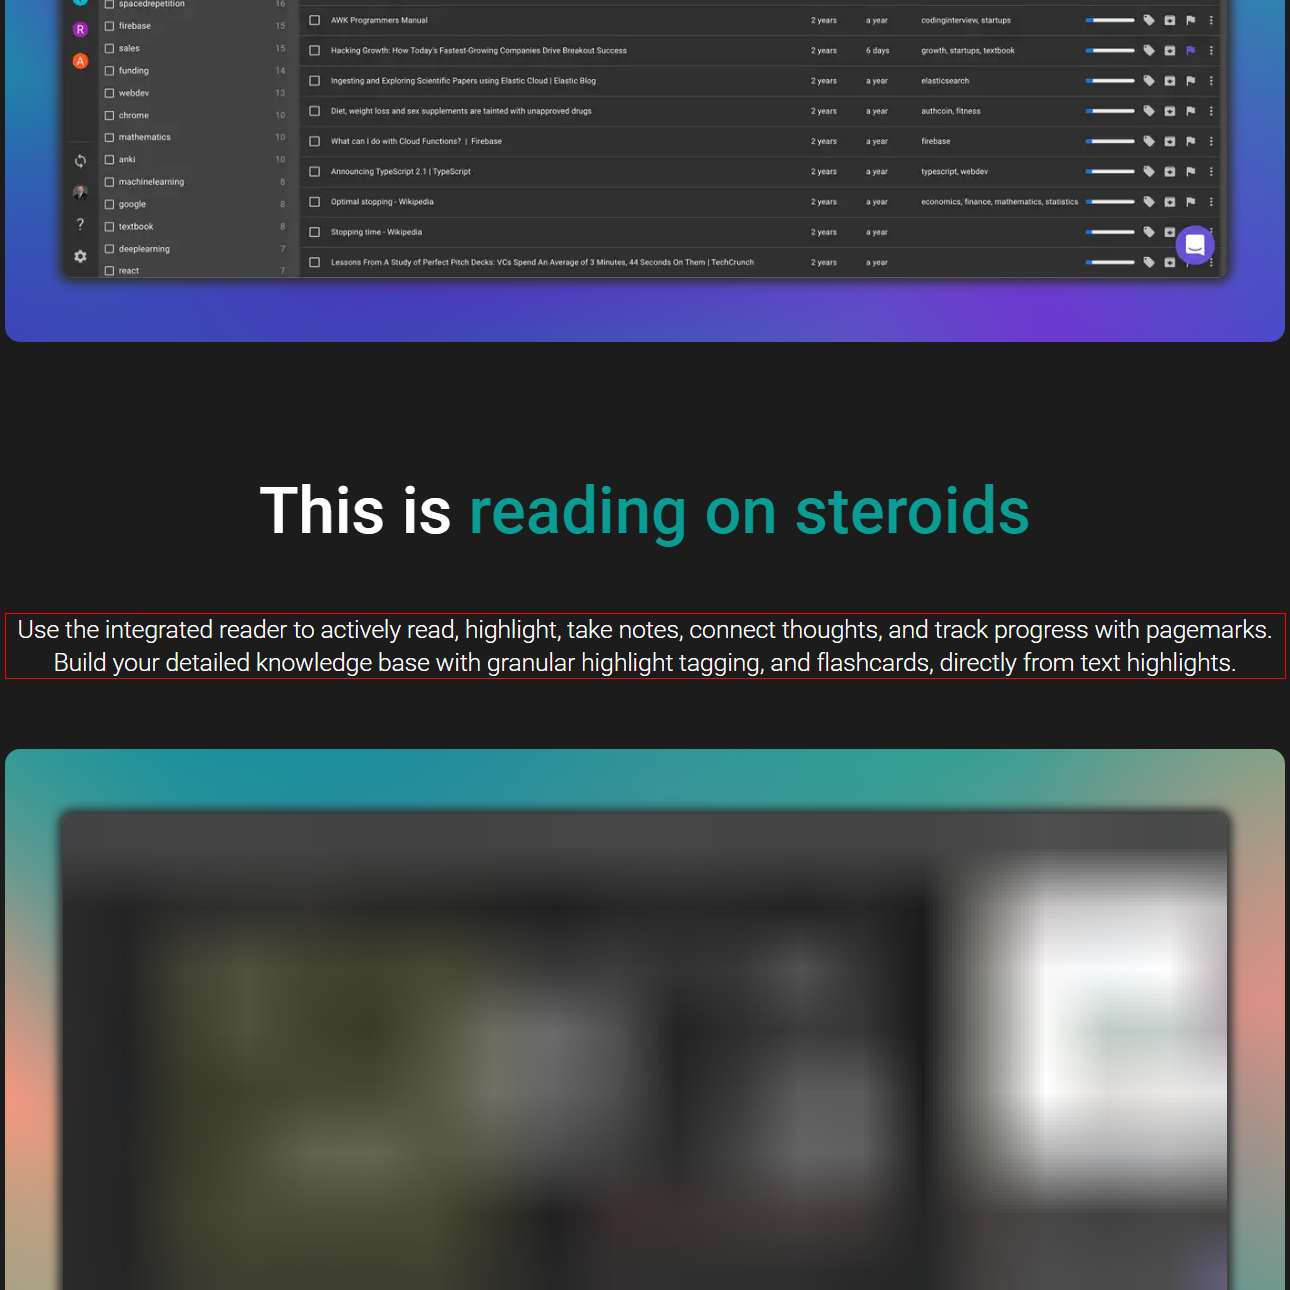 spacedrepetition 16
firebase 15
sales 15
funding 14
webdev 13
chrome 10
mathematics 10
anki 10
machinelearning 8
google 8
textbook 8
deeplearning 7
react 7
R
A
?
AWK Programmers Manual 2 years a year codinginterview, startups
Hacking Growth: How Today's Fastest-Growing Companies Drive Breakout Success 2 years 6 days growth, startups, textbook
Ingesting and Exploring Scientific Papers using Elastic Cloud | Elastic Blog 2 years a year elasticsearch
Diet, weight loss and sex supplements are tainted with unapproved drugs 2 years a year authcoin, fitness
What can I do with Cloud Functions? | Firebase 2 years a year firebase
Announcing TypeScript 2.1 | TypeScript 2 years a year typescript, webdev
Optimal stopping - Wikipedia 2 years a year economics, finance, mathematics, statistics
Stopping time - Wikipedia 2 years a year
Lessons From A Study of Perfect Pitch Decks: VCs Spend An Average of 3 Minutes, 44 Seconds On Them | TechCrunch 2 years a year
This is reading on steroids
Use the integrated reader to actively read, highlight, take notes, connect thoughts, and track progress with pagemarks.
Build your detailed knowledge base with granular highlight tagging, and flashcards, directly from text highlights.